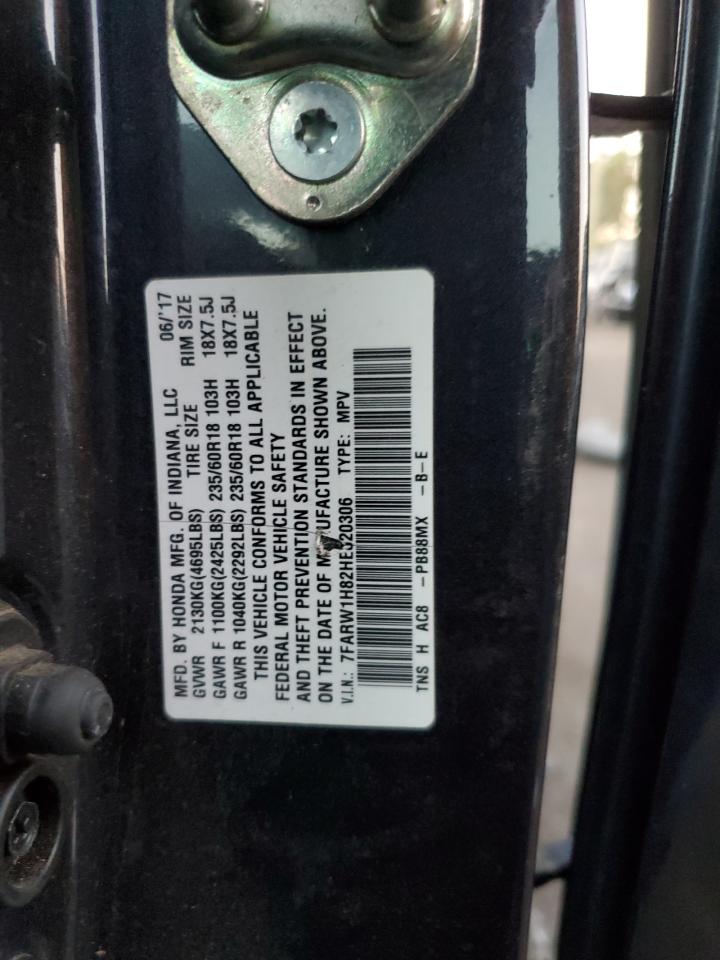 MFD. BY HONDA MFG. OF INDIANA, LLC 06/'17
GVWR 2130KG(4695LBS) TIRE SIZE RIM SIZE
GAWR F 1100KG(2425LBS) 235/60R18 103H 18X7.5J
GAWR R 1040KG(2292LBS) 235/60R18 103H 18X7.5J
THIS VEHICLE CONFORMS TO ALL APPLICABLE
FEDERAL MOTOR VEHICLE SAFETY
AND THEFT PREVENTION STANDARDS IN EFFECT
ON THE DATE OF MANUFACTURE SHOWN ABOVE.
V.I.N.: 7FARW1H82HE020306 TYPE: MPV
TNS H AC8 -PB88MX -B-E